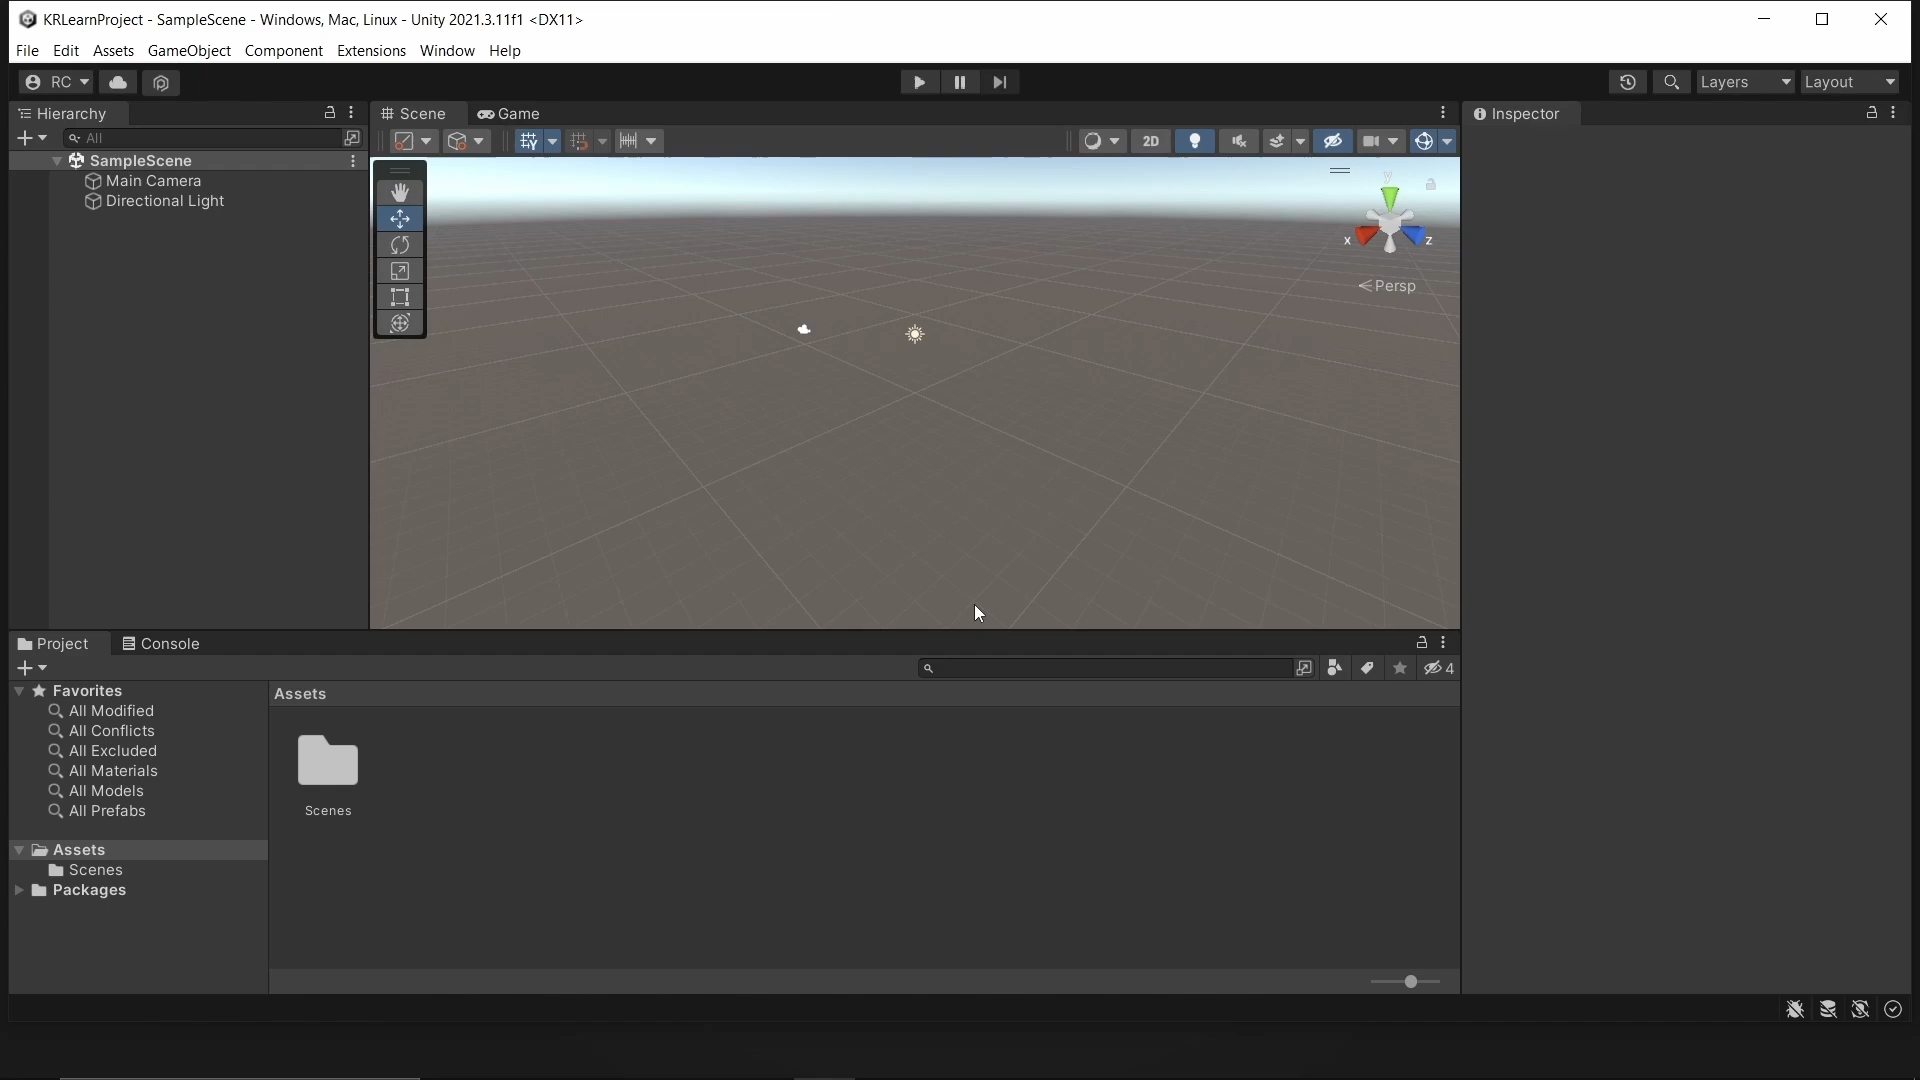 KRLearnProject - SampleScene - Windows, Mac, Linux - Unity 2021.3.11f1 <DX11>
File Edit Assets GameObject Component Extensions Window Help
RC Layers Layout
Hierarchy Scene Game Inspector
All 2D
SampleScene
Main Camera
Directional Light
y
x z
Persp
Project Console
4
Favorites Assets
All Modified
All Conflicts
All Excluded
All Materials
All Models
All Prefabs
Scenes
Assets
Scenes
Packages